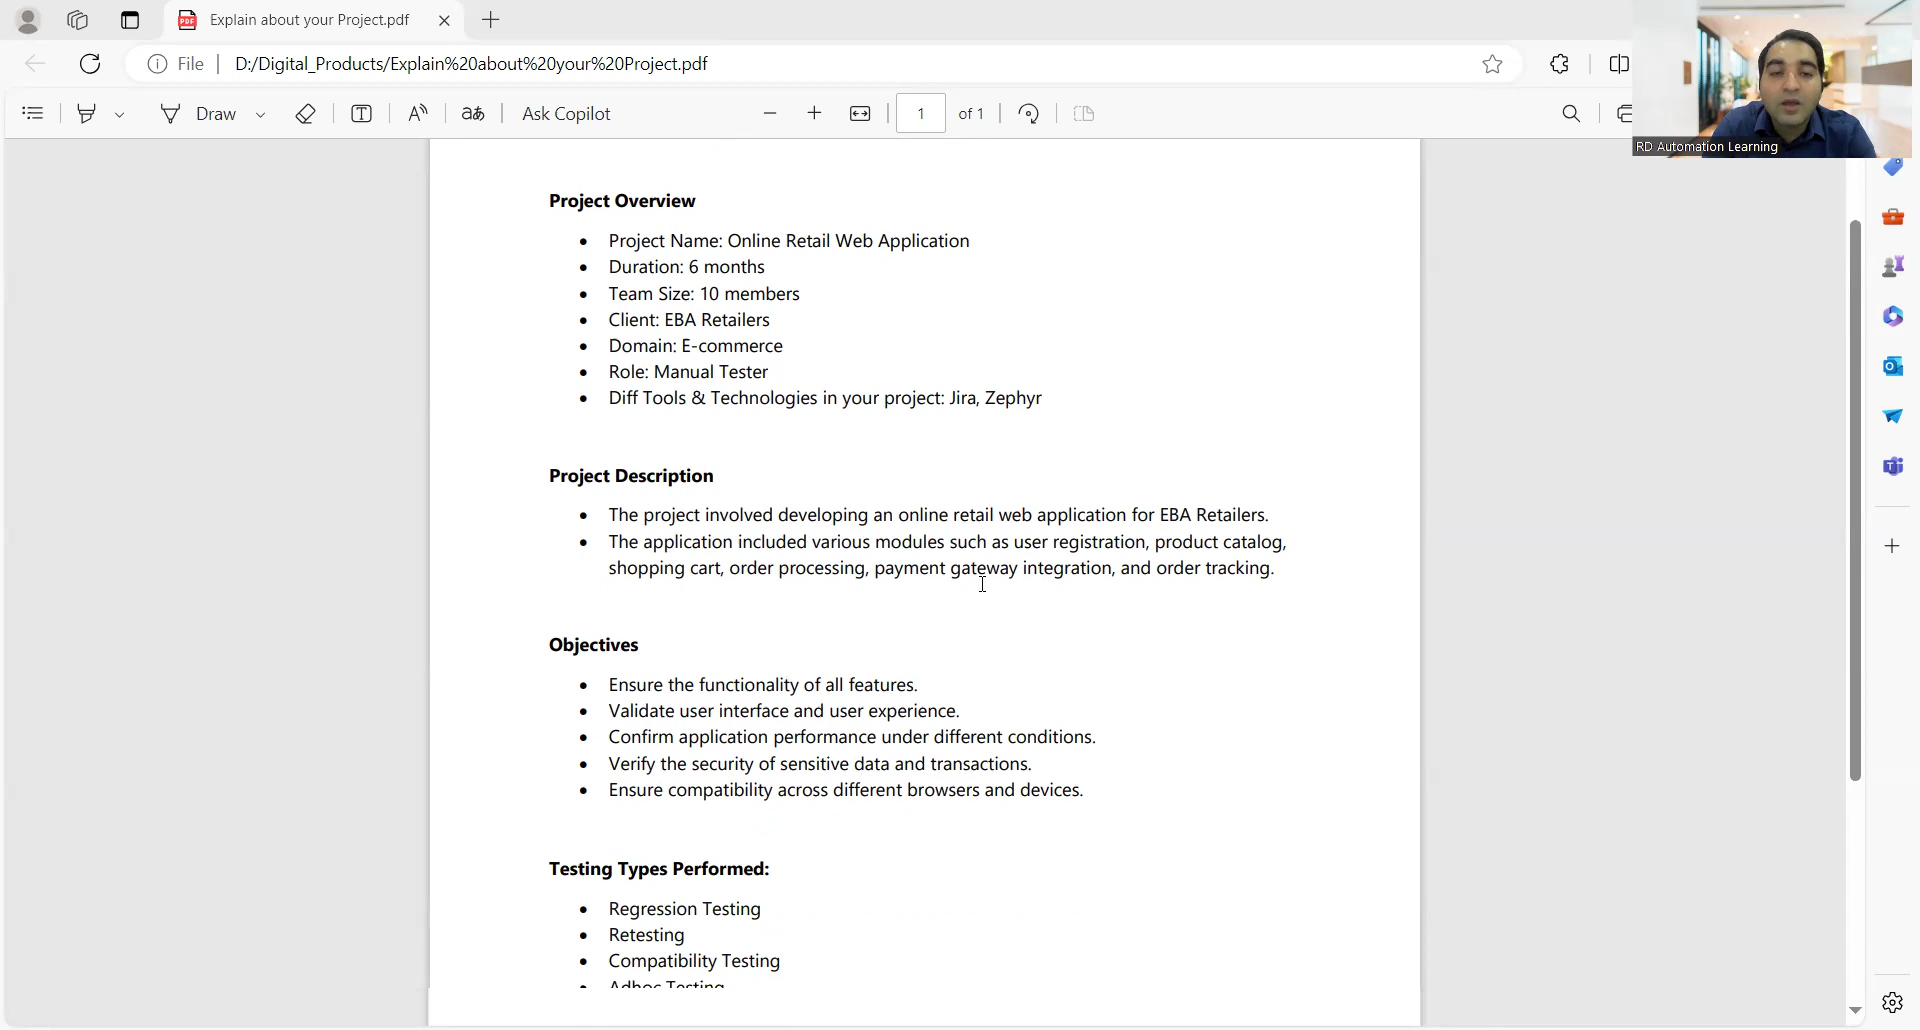 Explain about your Project.pdf
File
D:/Digital_Products/Explain%20about%20your%20Project.pdf
Draw
Ask Copilot
1
of 1
RD Automation Learning
Project Overview
• Project Name: Online Retail Web Application
• Duration: 6 months
• Team Size: 10 members
• Client: EBA Retailers
• Domain: E-commerce
• Role: Manual Tester
• Diff Tools & Technologies in your project: Jira, Zephyr
Project Description
• The project involved developing an online retail web application for EBA Retailers.
• The application included various modules such as user registration, product catalog,
shopping cart, order processing, payment gateway integration, and order tracking.
Objectives
• Ensure the functionality of all features.
• Validate user interface and user experience.
• Confirm application performance under different conditions.
• Verify the security of sensitive data and transactions.
• Ensure compatibility across different browsers and devices.
Testing Types Performed:
• Regression Testing
• Retesting
• Compatibility Testing
• Adhoc Testing